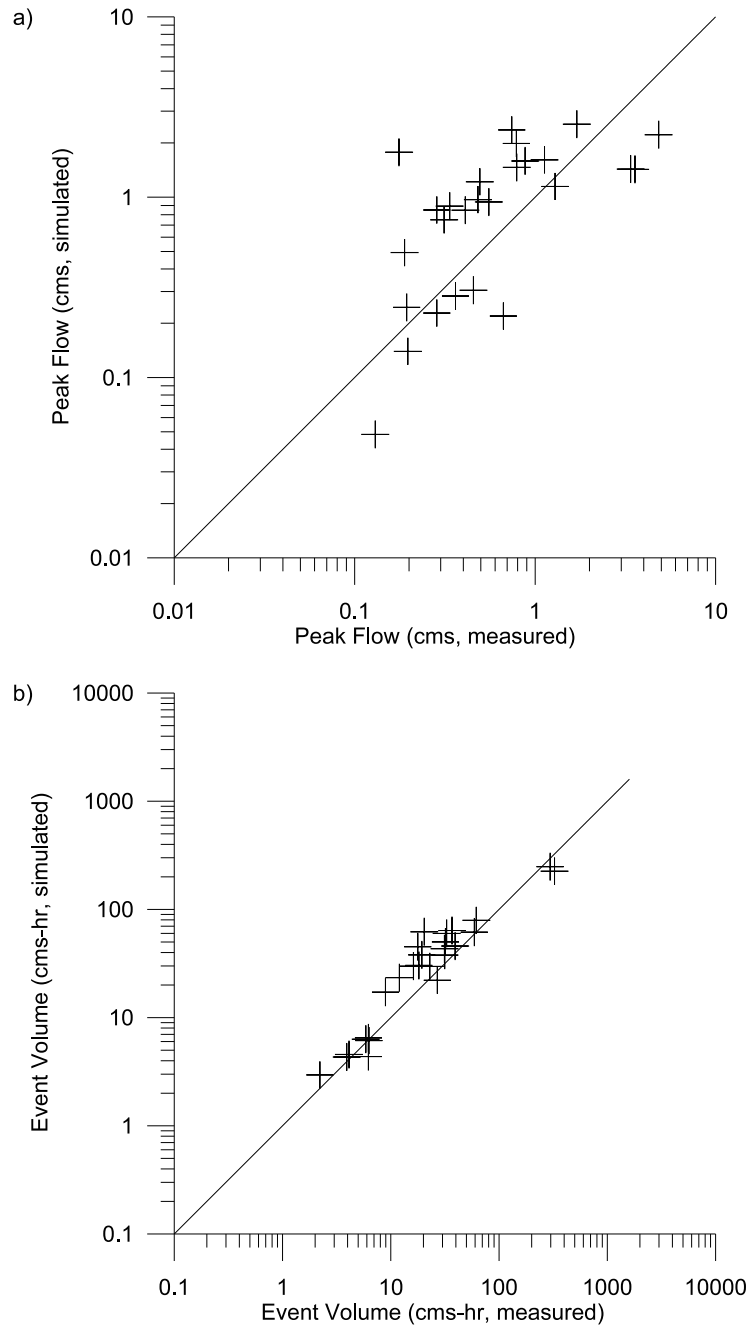 a)
10
1
0.1
0.01
Peak Flow (cms, simulated)
0.01 0.1 1 10
Peak Flow (cms, measured)
b)
10000
1000
100
10
1
0.1
Event Volume (cms-hr, simulated)
0.1 1 10 100 1000 10000
Event Volume (cms-hr, measured)